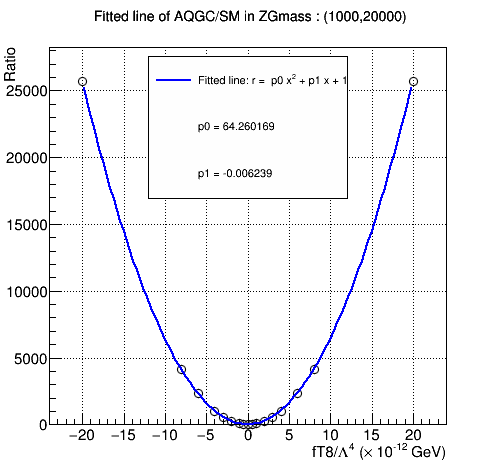 Fitted line of AQGC/SM in ZGmass : (1000,20000)
Ratio
Fitted line: r = p0 x² + p1 x + 1
p0 = 64.260169
p1 = -0.006239
25000
20000
15000
10000
5000
0
−20 −15 −10 −5 0 5 10 15 20
fT8/Λ⁴ (× 10⁻¹² GeV)